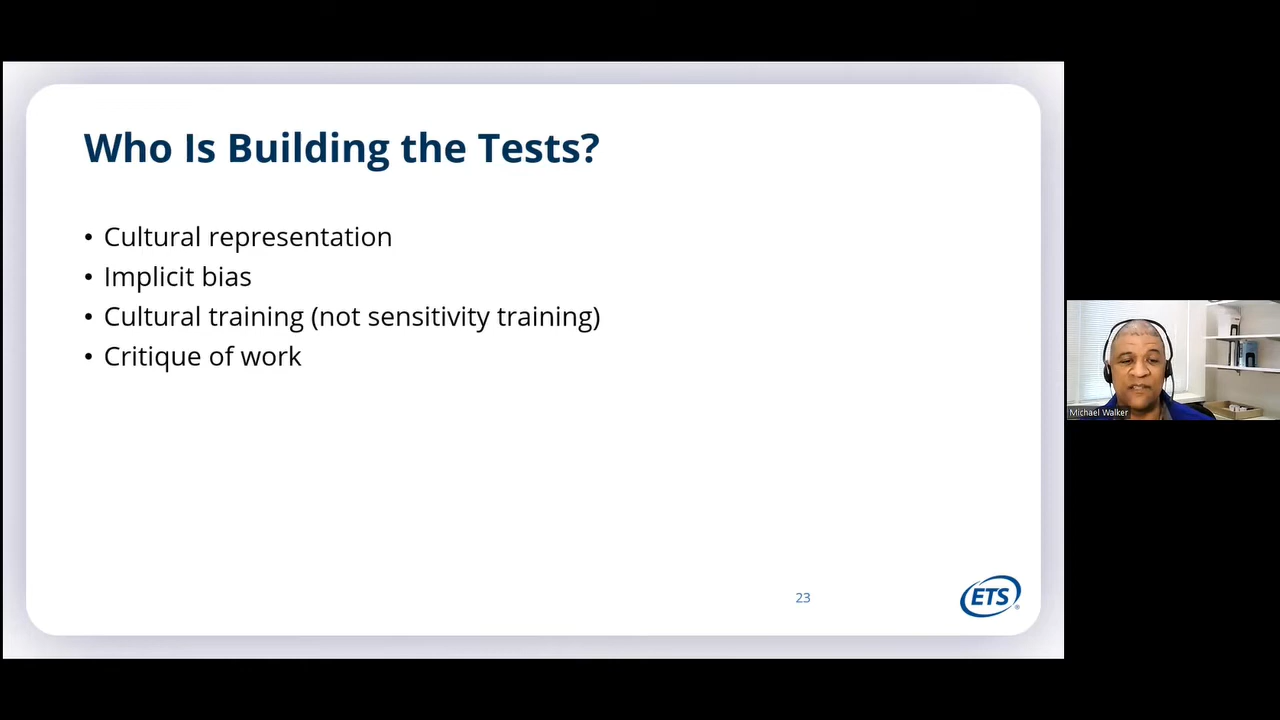 Who Is Building the Tests?
• Cultural representation
• Implicit bias
• Cultural training (not sensitivity training)
• Critique of work
23
ETS®
Michael Walker